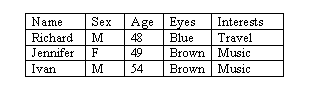 Name Sex Age Eyes Interests
Richard M 48 Blue Travel
Jennifer F 49 Brown Music
Ivan M 54 Brown Music